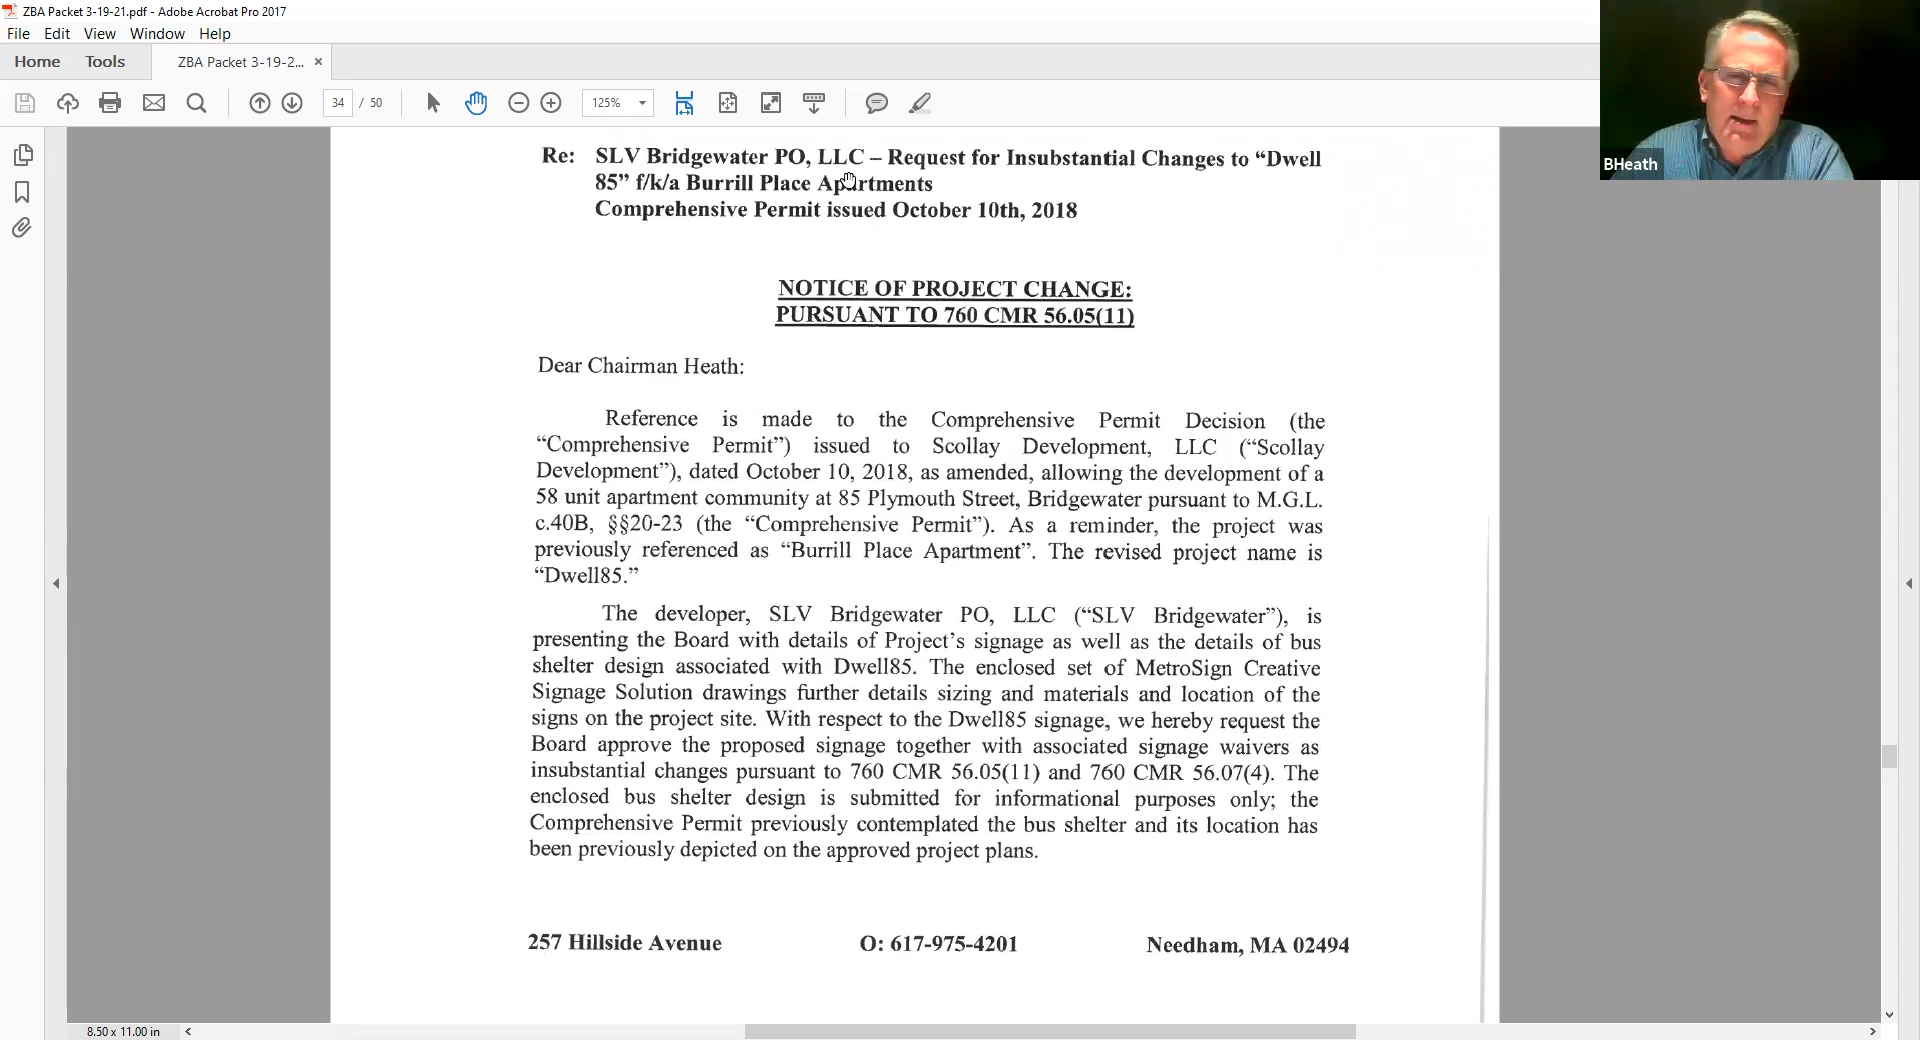 ZBA Packet 3-19-21.pdf - Adobe Acrobat Pro 2017
File Edit View Window Help
Home Tools ZBA Packet 3-19-2... ×
34 / 50 125%
BHeath
Re: SLV Bridgewater PO, LLC – Request for Insubstantial Changes to “Dwell
85” f/k/a Burrill Place Apartments
Comprehensive Permit issued October 10th, 2018
NOTICE OF PROJECT CHANGE:
PURSUANT TO 760 CMR 56.05(11)
Dear Chairman Heath:
Reference is made to the Comprehensive Permit Decision (the
“Comprehensive Permit”) issued to Scollay Development, LLC (“Scollay
Development”), dated October 10, 2018, as amended, allowing the development of a
58 unit apartment community at 85 Plymouth Street, Bridgewater pursuant to M.G.L.
c.40B, §§20-23 (the “Comprehensive Permit”). As a reminder, the project was
previously referenced as “Burrill Place Apartment”. The revised project name is
“Dwell85.”
The developer, SLV Bridgewater PO, LLC (“SLV Bridgewater”), is
presenting the Board with details of Project’s signage as well as the details of bus
shelter design associated with Dwell85. The enclosed set of MetroSign Creative
Signage Solution drawings further details sizing and materials and location of the
signs on the project site. With respect to the Dwell85 signage, we hereby request the
Board approve the proposed signage together with associated signage waivers as
insubstantial changes pursuant to 760 CMR 56.05(11) and 760 CMR 56.07(4). The
enclosed bus shelter design is submitted for informational purposes only; the
Comprehensive Permit previously contemplated the bus shelter and its location has
been previously depicted on the approved project plans.
257 Hillside Avenue O: 617-975-4201 Needham, MA 02494
8.50 x 11.00 in